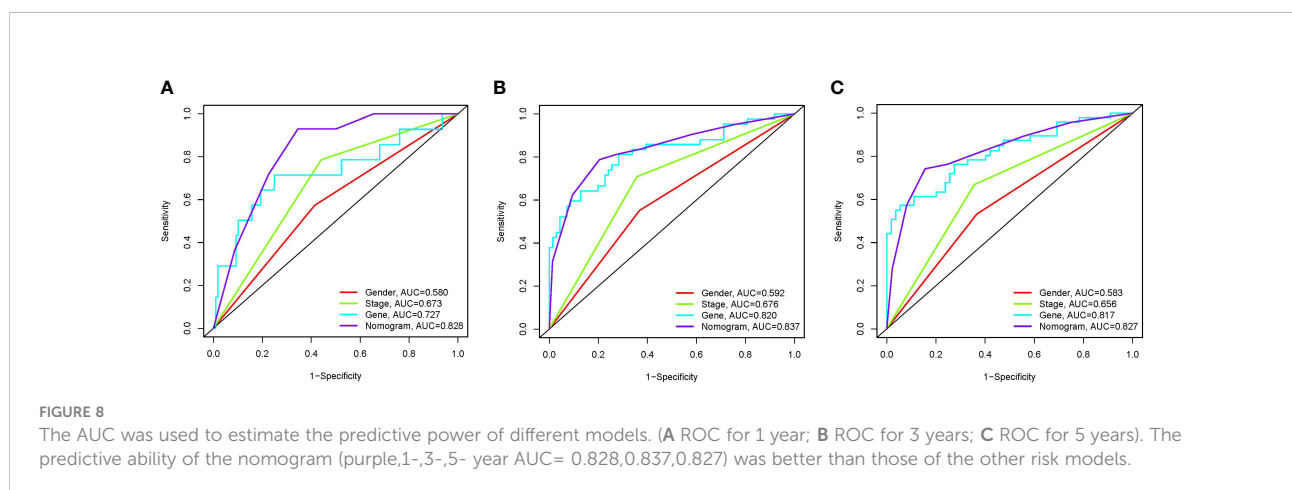 A
B
C
1.0
0.8
0.6
0.4
0.2
0.0
Sensitivity
Gender, AUC=0.580
Stage, AUC=0.673
Gene, AUC=0.727
Nomogram, AUC=0.828
0.0 0.2 0.4 0.6 0.8 1.0
1-Specificity
1.0
0.8
0.6
0.4
0.2
0.0
Sensitivity
Gender, AUC=0.592
Stage, AUC=0.676
Gene, AUC=0.820
Nomogram, AUC=0.837
0.0 0.2 0.4 0.6 0.8 1.0
1-Specificity
1.0
0.8
0.6
0.4
0.2
0.0
Sensitivity
Gender, AUC=0.583
Stage, AUC=0.656
Gene, AUC=0.817
Nomogram, AUC=0.827
0.0 0.2 0.4 0.6 0.8 1.0
1-Specificity
FIGURE 8
The AUC was used to estimate the predictive power of different models. (A ROC for 1 year; B ROC for 3 years; C ROC for 5 years). The
predictive ability of the nomogram (purple,1-,3-,5- year AUC= 0.828,0.837,0.827) was better than those of the other risk models.